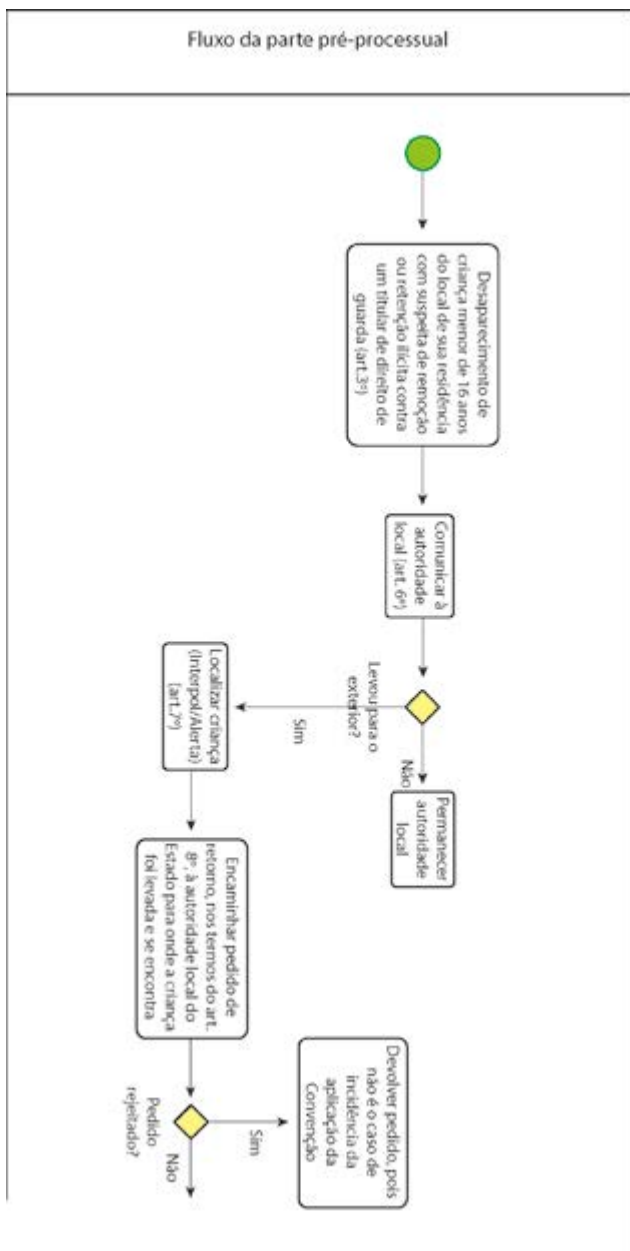 Fluxo da parte pré-processual
Desaparecimento de
criança menor de 16 anos
do local de sua residência
com suspeita de remoção
ou retenção ilícita contra
um titular de direito de
guarda (art.3º)
Comunicar à
autoridade
local (art. 6º)
Levou para o
exterior?
Não
Permanecer
autoridade
local
Sim
Localizar criança
(Interpol/Alerta)
(art.7º)
Encaminhar pedido de
retorno, nos termos do art.
8º, à autoridade local do
Estado para onde a criança
foi levada e se encontra
Pedido
rejeitado?
Sim
Devolver pedido, pois
não é o caso de
incidência da
aplicação da
Convenção
Não